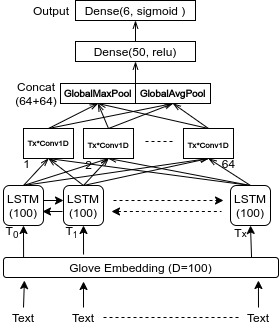 Output Dense(6, sigmoid )
Dense(50, relu)
Concat
(64+64)
GlobalMaxPool GlobalAvgPool
Tx*Conv1D Tx*Conv1D Tx*Conv1D
1 2 64
LSTM LSTM LSTM
(100) (100) (100)
T0 T1 Tx
Glove Embedding (D=100)
Text Text Text